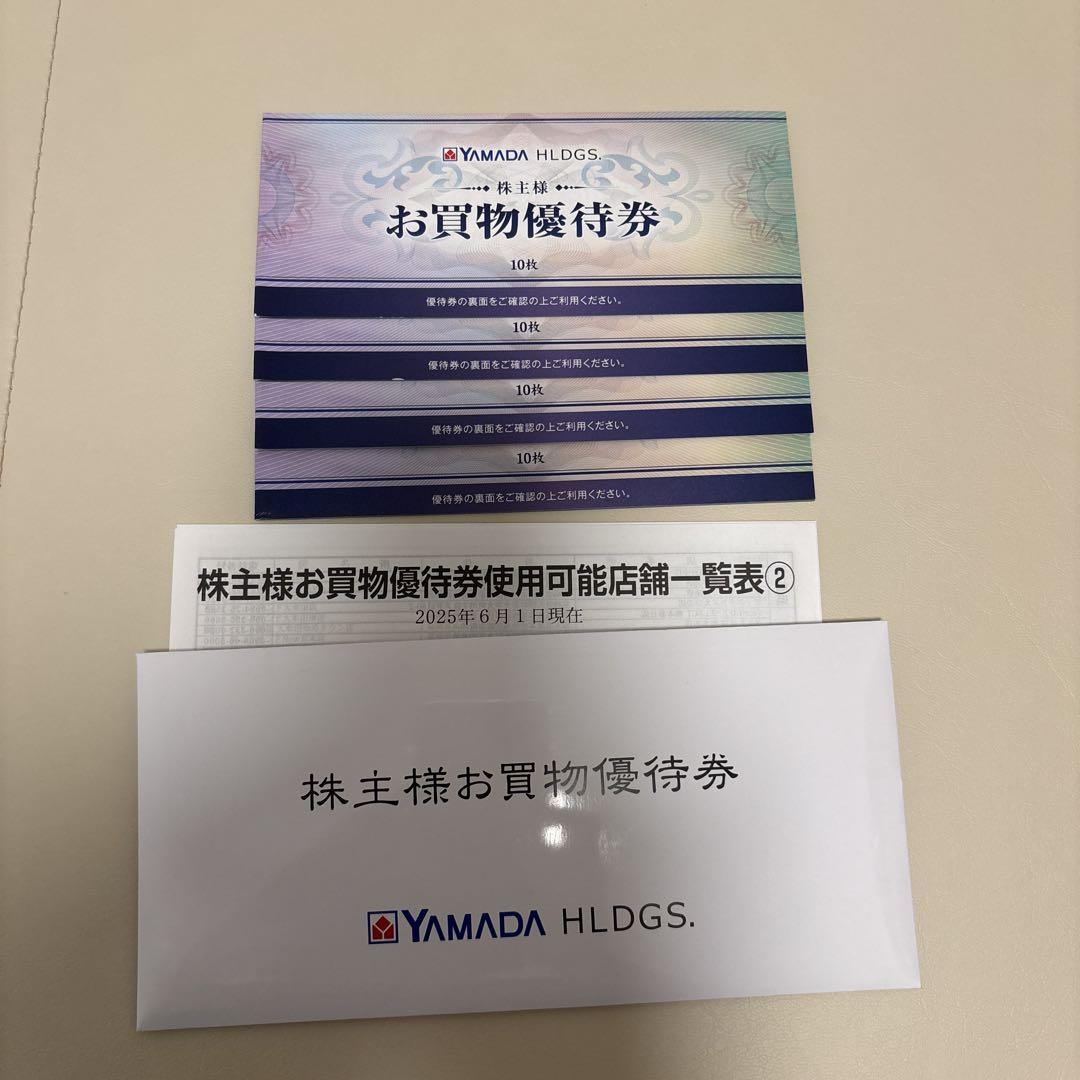 YAMADA HLDGS.
株主様
お買物優待券
10枚
優待券の裏面をご確認の上ご利用ください。
10枚
優待券の裏面をご確認の上ご利用ください。
10枚
優待券の裏面をご確認の上ご利用ください。
10枚
優待券の裏面をご確認の上ご利用ください。
株主様お買物優待券使用可能店舗一覧表②
2025年6月1日現在
株主様お買物優待券
YAMADA HLDGS.